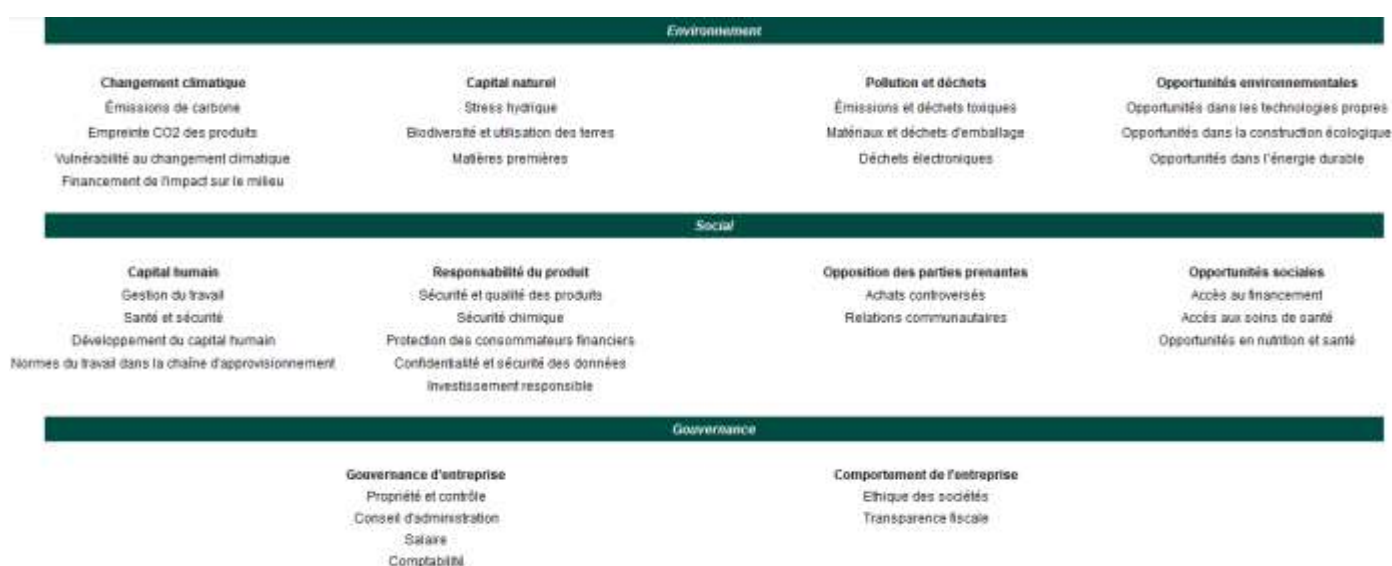 Environnement
Changement climatique Capital naturel Pollution et déchets Opportunités environnementales
Émissions de carbone Stress hydrique Émissions et déchets toxiques Opportunités dans les technologies propres
Empreinte CO2 des produits Biodiversité et utilisation des terres Matériaux et déchets d'emballage Opportunités dans la construction écologique
Vulnérabilité au changement climatique Matières premières Déchets électroniques Opportunités dans l'énergie durable
Financement de l'impact sur le milieu
Social
Capital humain Responsabilité du produit Opposition des parties prenantes Opportunités sociales
Gestion du travail Sécurité et qualité des produits Achats controversés Accès au financement
Santé et sécurité Sécurité chimique Relations communautaires Accès aux soins de santé
Développement du capital humain Protection des consommateurs financiers Opportunités en nutrition et santé
Normes du travail dans la chaîne d'approvisionnement Confidentialité et sécurité des données
Investissement responsable
Gouvernance
Gouvernance d'entreprise Comportement de l'entreprise
Propriété et contrôle Ethique des sociétés
Conseil d'administration Transparence fiscale
Salaire
Comptabilité